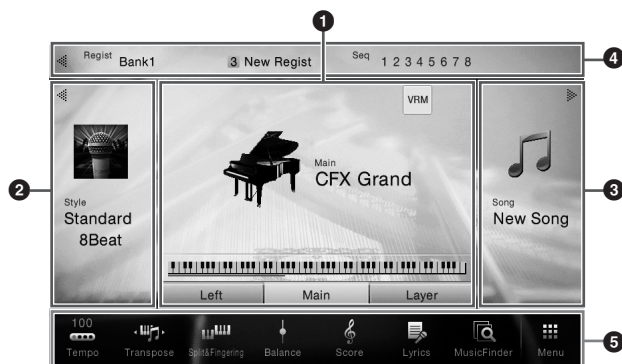 1
Regist Bank1 3 New Regist Seq 1 2 3 4 5 6 7 8
4
VRM
2
Style
Standard
8Beat
Main
CFX Grand
Song
New Song
3
Left Main Layer
100
Tempo Transpose Split&Fingering Balance Score Lyrics MusicFinder Menu
5